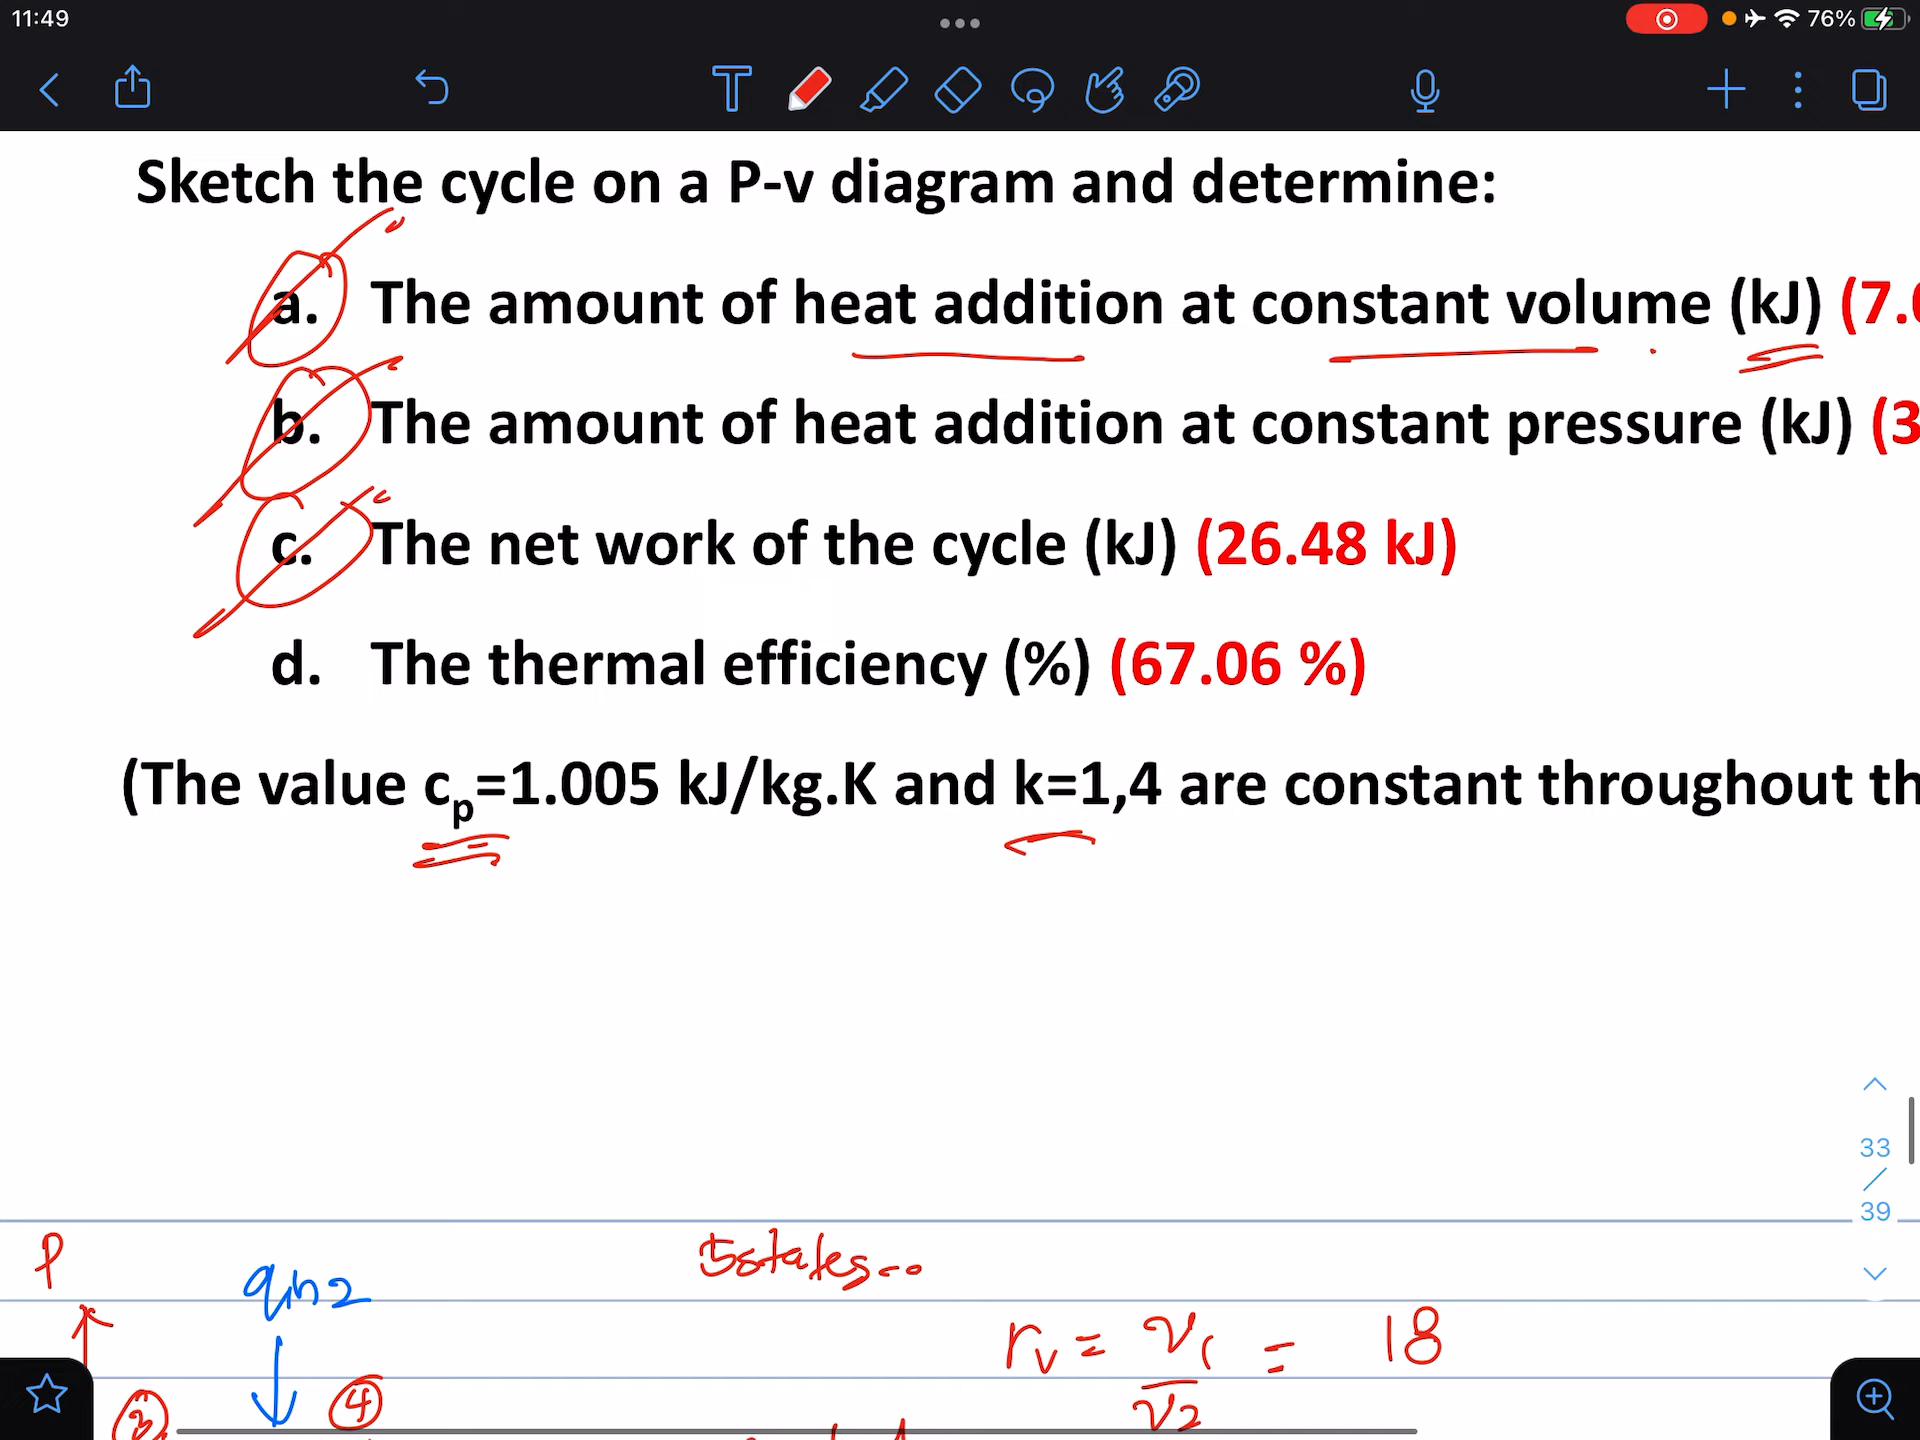 11:49
76%
Sketch the cycle on a P-v diagram and determine:
a. The amount of heat addition at constant volume (kJ) (7.
b. The amount of heat addition at constant pressure (kJ) (3
c. The net work of the cycle (kJ) (26.48 kJ)
d. The thermal efficiency (%) (67.06 %)
(The value cp=1.005 kJ/kg.K and k=1,4 are constant throughout th
33
/
39
P
qin2
5states...
rv = v1 = 18
v2
3
4